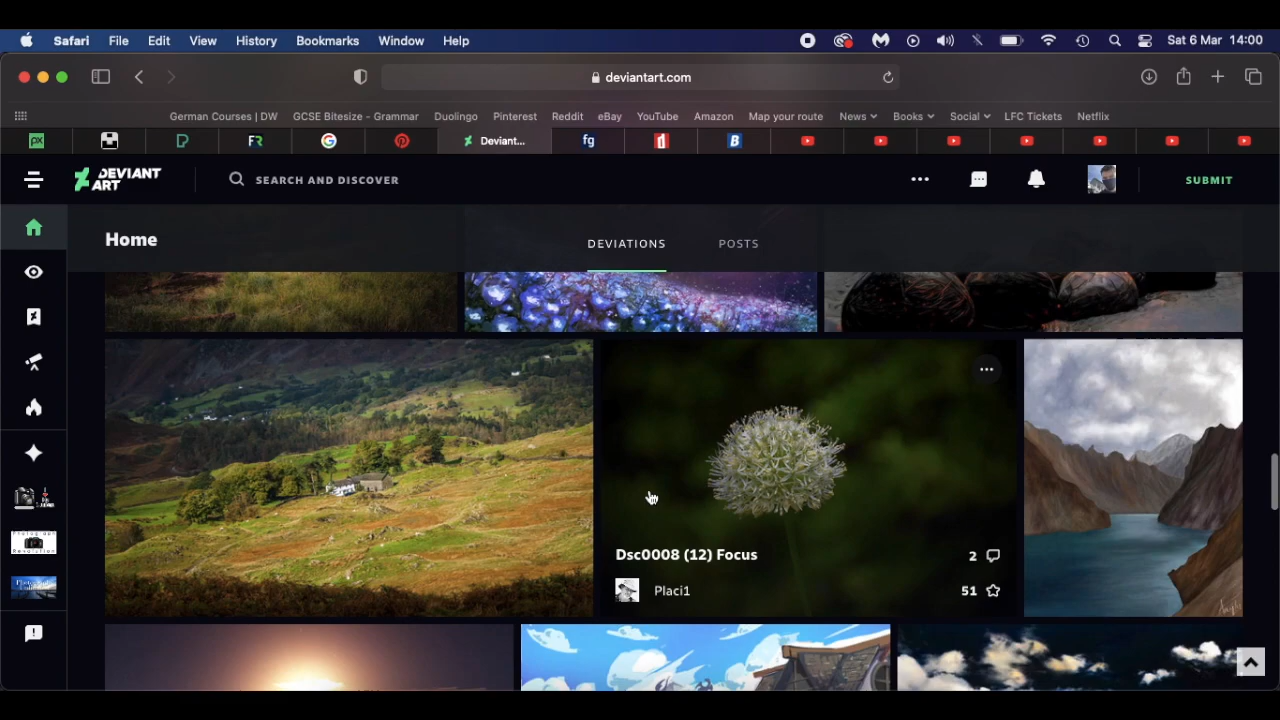 Safari File Edit View History Bookmarks Window Help Sat 6 Mar 14:00
deviantart.com
German Courses | DW GCSE Bitesize - Grammar Duolingo Pinterest Reddit eBay YouTube Amazon Map your route News Books Social LFC Tickets Netflix
px FR G Deviant... fg B
DEVIANT ART SEARCH AND DISCOVER SUBMIT
Home DEVIATIONS POSTS
Dsc0008 (12) Focus 2
Placi1 51